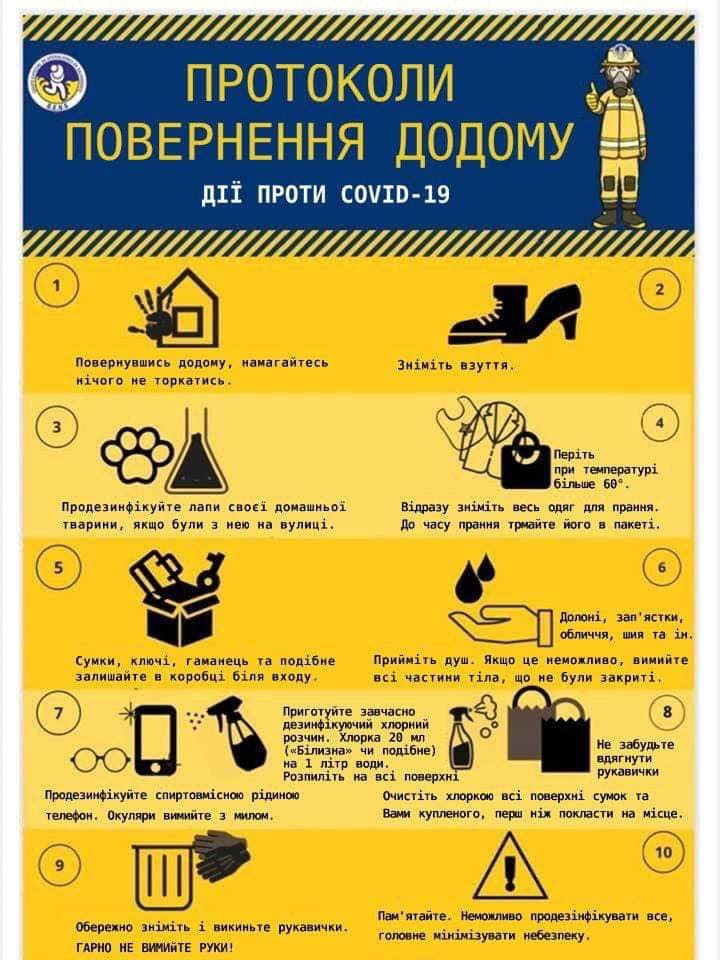 ПРОТОКОЛИ
ПОВЕРНЕННЯ ДОДОМУ
ДІЇ ПРОТИ COVID-19
1
Повернувшись додому, намагайтесь
нічого не торкатись.
2
Зніміть взуття.
3
Продезинфікуйте лапи своєї домашньої
тварини, якщо були з нею на вулиці.
4
Періть
при температурі
більше 60°.
Відразу зніміть весь одяг для прання.
До часу прання трмайте його в пакеті.
5
Сумки, ключі, гаманець та подібне
залишайте в коробці біля входу.
6
Долоні, зап'ястки,
обличчя, шия та ін.
Прийміть душ. Якщо це неможливо, вимийте
всі частини тіла, що не були закриті.
7
Приготуйте завчасно
дезинфікуючий хлорний
розчин. Хлорка 20 мл
(«Білизна» чи подібне)
на 1 літр води.
Розпиліть на всі поверхні
Продезінфікуйте спиртовмісною рідиною
телефон. Окуляри вимийте з милом.
8
Не забудьте
вдягнути
рукавички
Очистіть хлоркою всі поверхні сумок та
Вами купленого, перш ніж покласти на місце.
9
Обережно зніміть і викиньте рукавички.
ГАРНО НЕ ВИМИйТЕ РУКИ!
10
Пам'ятайте. Неможливо продезінфікувати все,
головне мінімізувати небезпеку.